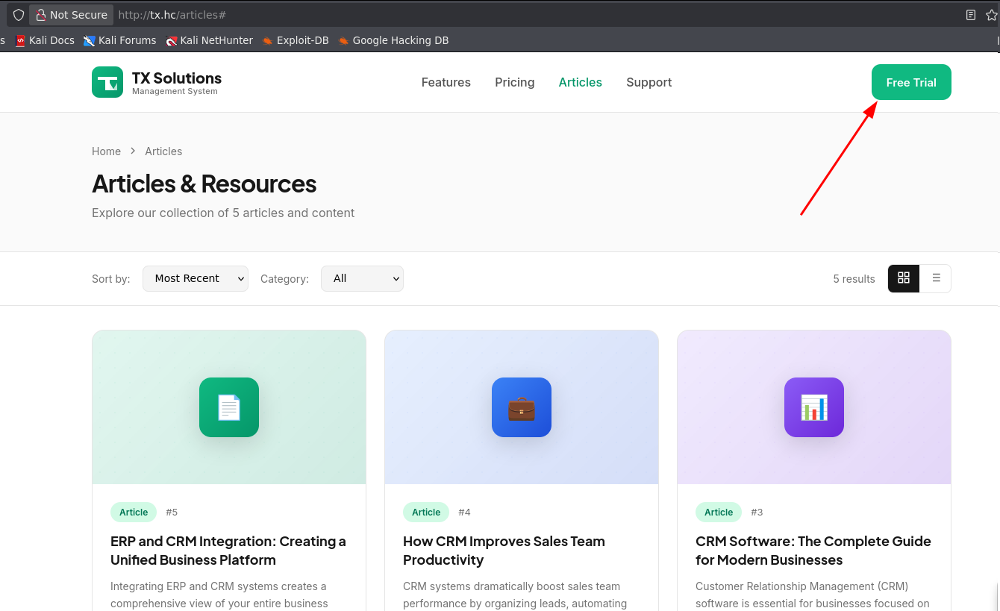 Not Secure http://tx.hc/articles#
s Kali Docs Kali Forums Kali NetHunter Exploit-DB Google Hacking DB
TX Solutions
Management System
Features Pricing Articles Support
Free Trial
Home Articles
Articles & Resources
Explore our collection of 5 articles and content
Sort by: Most Recent Category: All
5 results
Article #5
ERP and CRM Integration: Creating a
Unified Business Platform
Integrating ERP and CRM systems creates a
comprehensive view of your entire business
Article #4
How CRM Improves Sales Team
Productivity
CRM systems dramatically boost sales team
performance by organizing leads, automating
Article #3
CRM Software: The Complete Guide
for Modern Businesses
Customer Relationship Management (CRM)
software is essential for businesses focused on